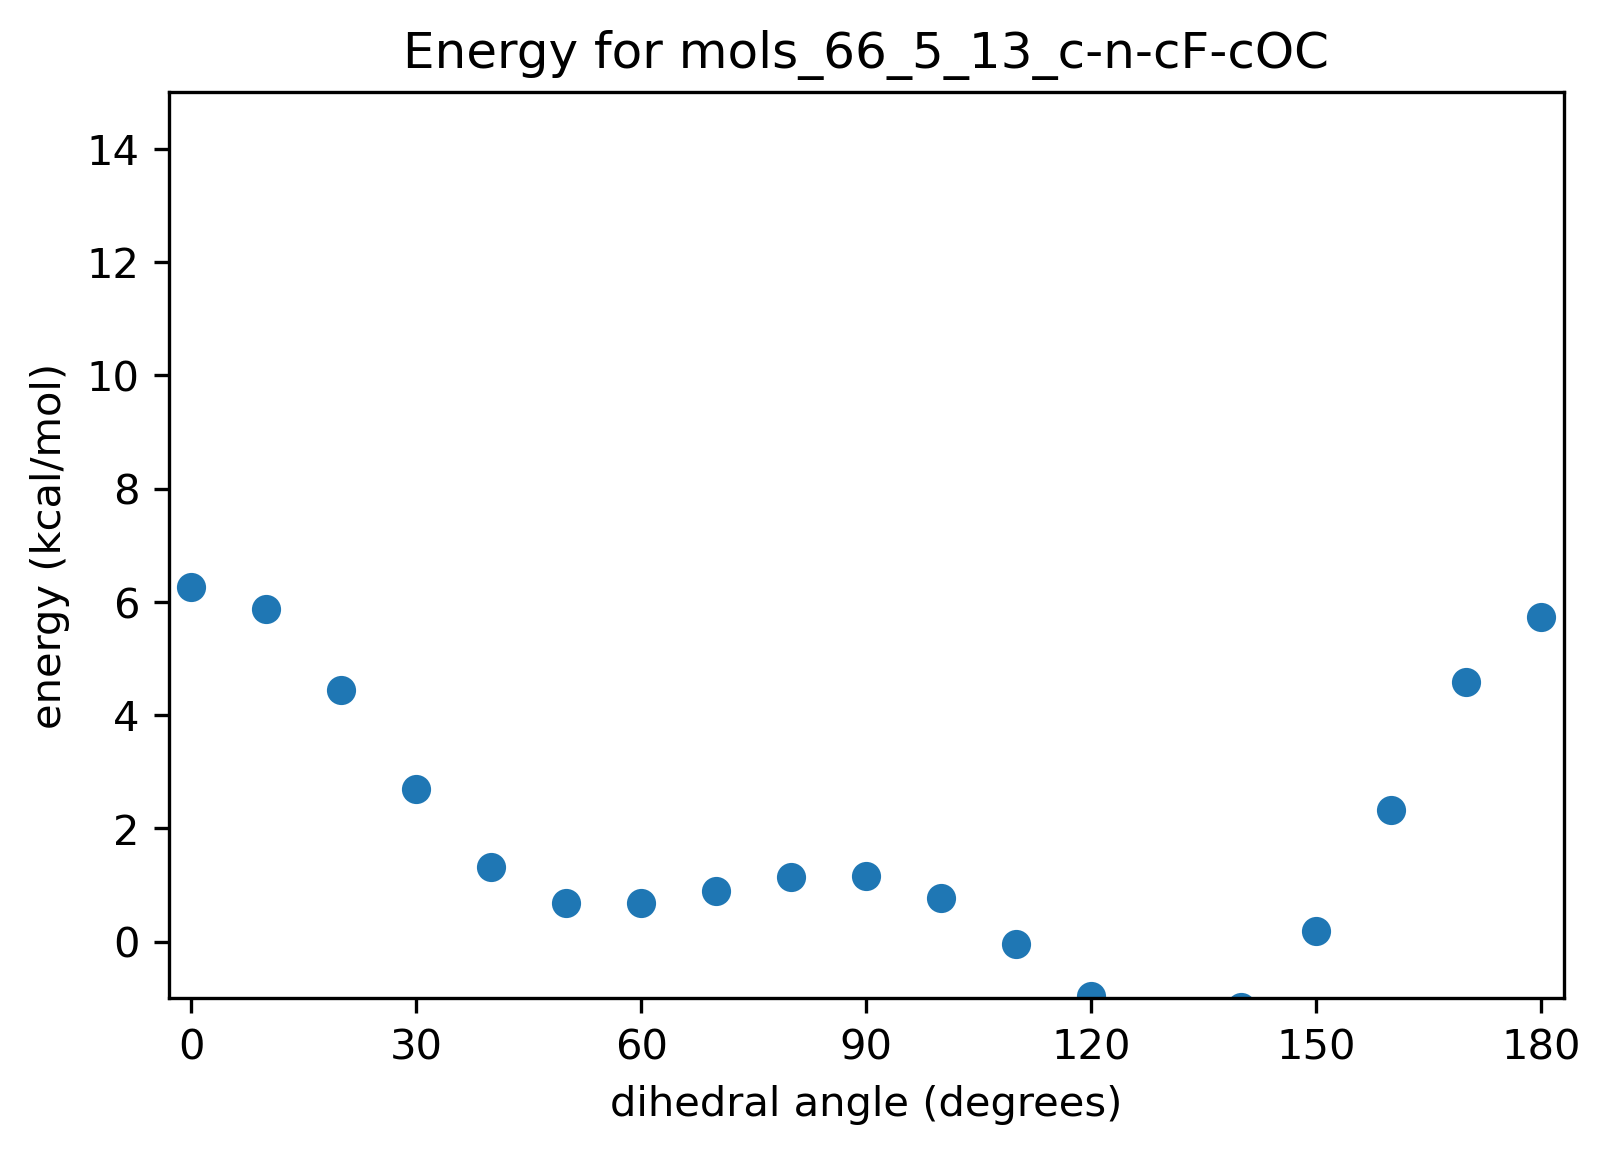 Energy for mols_66_5_13_c-n-cF-cOC
14
12
10
8
6
4
2
0
energy (kcal/mol)
0 30 60 90 120 150 180
dihedral angle (degrees)